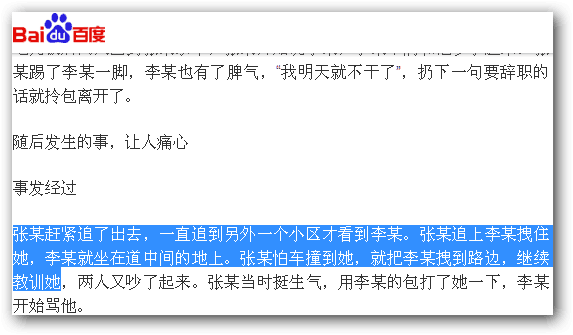 Bai du 百度
某踢了李某一脚，李某也有了脾气，“我明天就不干了”，扔下一句要辞职的
话就拎包离开了。
随后发生的事，让人痛心
事发经过
张某赶紧追了出去，一直追到另外一个小区才看到李某。张某追上李某拽住
她，李某就坐在道中间的地上。张某怕车撞到她，就把李某拽到路边，继续
教训她，两人又吵了起来。张某当时挺生气，用李某的包打了她一下，李某
开始骂他。